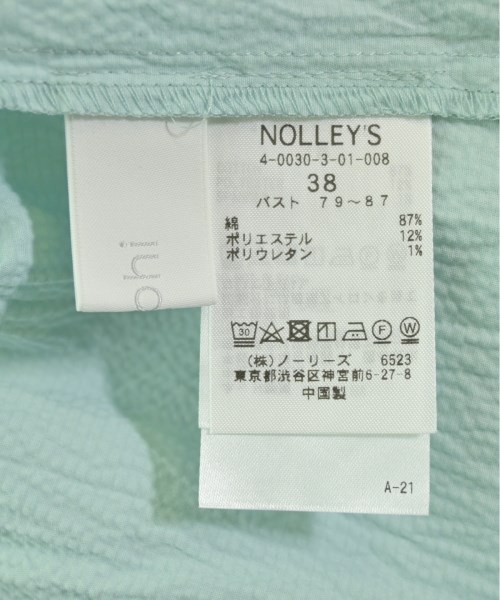 NOLLEY'S
4-0030-3-01-008
38
バスト 79～87
綿 87%
ポリエステル 12%
ポリウレタン 1%
30 F W
(株)ノーリーズ 6523
東京都渋谷区神宮前6-27-8
中国製
A-21